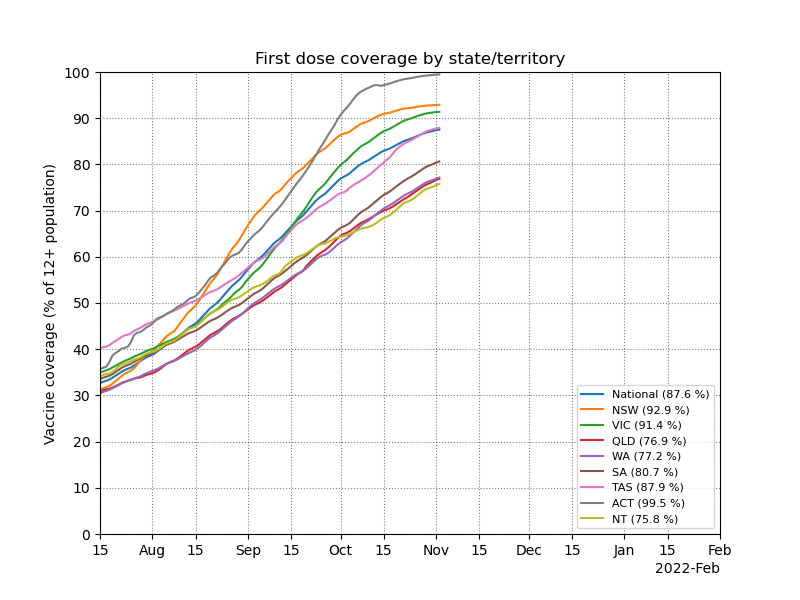 First dose coverage by state/territory
Vaccine coverage (% of 12+ population)
100
90
80
70
60
50
40
30
20
10
0
National (87.6 %)
NSW (92.9 %)
VIC (91.4 %)
QLD (76.9 %)
WA (77.2 %)
SA (80.7 %)
TAS (87.9 %)
ACT (99.5 %)
NT (75.8 %)
15 Aug 15 Sep 15 Oct 15 Nov 15 Dec 15 Jan 15 Feb
2022-Feb